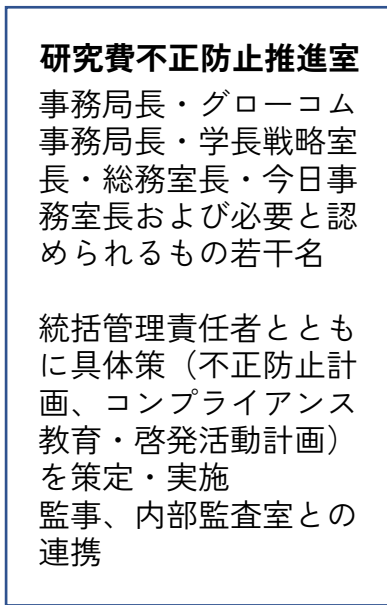 研究費不正防止推進室
事務局長・グローコム
事務局長・学長戦略室
長・総務室長・今日事
務室長および必要と認
められるもの若干名
統括管理責任者ととも
に具体策（不正防止計
画、コンプライアンス
教育・啓発活動計画）
を策定・実施
監事、内部監査室との
連携